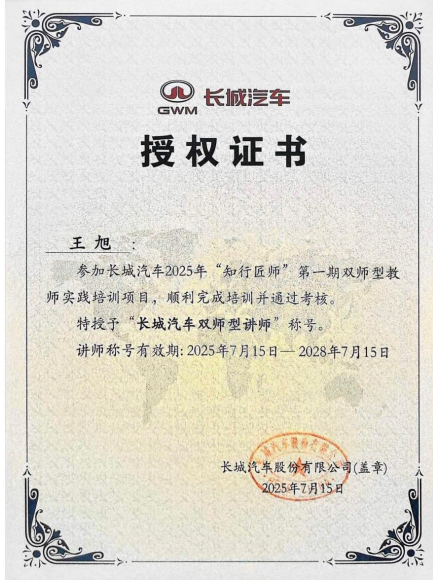 GWM 长城汽车
授权证书
王旭 :
参加长城汽车2025年“知行匠师”第一期双师型教
师实践培训项目，顺利完成培训并通过考核。
特授予“长城汽车双师型讲师”称号。
讲师称号有效期:2025年7月15日—2028年7月15日
长城汽车股份有限公司(盖章)
2025年7月15日